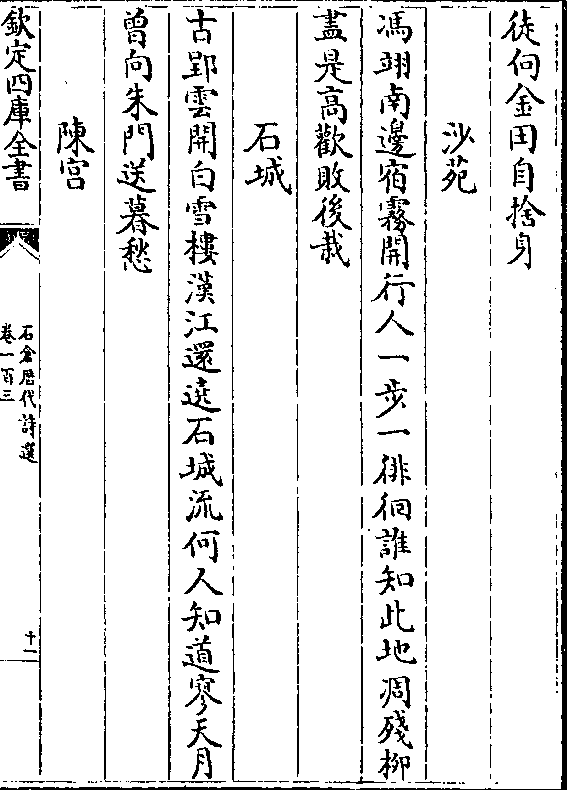 徒何金田自捨身
沙苑
馮翊南邊宿霧開行人一步一徘徊誰知此地凋殘柳
盡是高歡敗後栽
石城
古郢雲開白雪樓漢江還遶石城流何人知道寥天月
曾向朱門送暮愁
陳宫
欽定四庫全書
石倉歴代詩選
卷一百三
十一